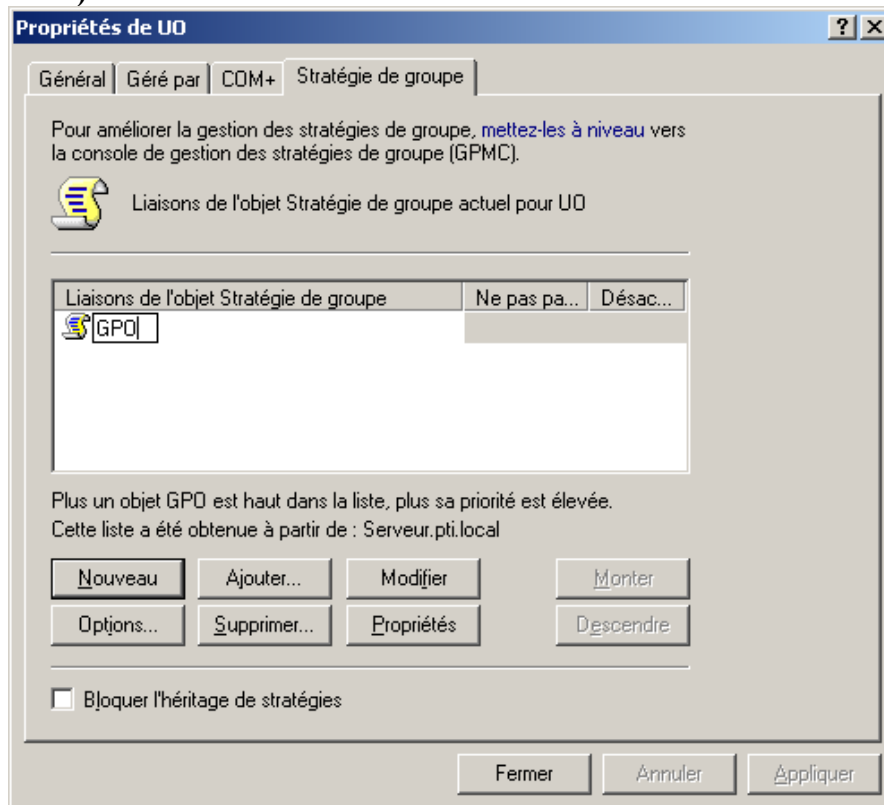 )
Propriétés de UO
Général Géré par COM+ Stratégie de groupe
Pour améliorer la gestion des stratégies de groupe, mettez-les à niveau vers
la console de gestion des stratégies de groupe (GPMC).
Liaisons de l'objet Stratégie de groupe actuel pour UO
Liaisons de l'objet Stratégie de groupe Ne pas pa... Désac...
GPO
Plus un objet GPO est haut dans la liste, plus sa priorité est élevée.
Cette liste a été obtenue à partir de : Serveur.pti.local
Nouveau Ajouter... Modifier Monter
Options... Supprimer... Propriétés Descendre
Bloquer l'héritage de stratégies
Fermer Annuler Appliquer